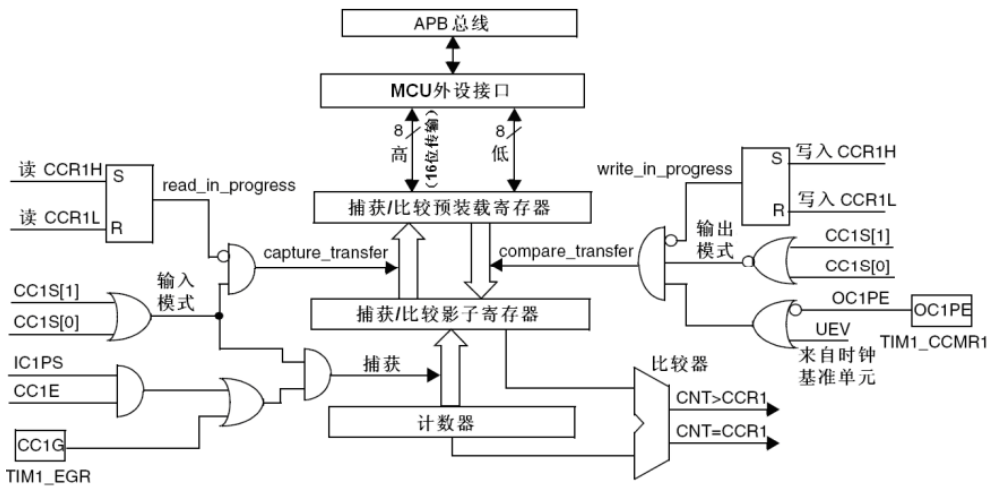 APB总线
MCU外设接口
8
高
(16位传输)
8
低
读 CCR1H
S
read_in_progress
读 CCR1L
R
write_in_progress
S
写入 CCR1H
R
写入 CCR1L
捕获/比较预装载寄存器
capture_transfer
compare_transfer
输出
模式
CC1S[1]
CC1S[0]
输入
模式
CC1S[1]
CC1S[0]
捕获/比较影子寄存器
OC1PE
OC1PE
UEV
TIM1_CCMR1
来自时钟
基准单元
IC1PS
CC1E
捕获
比较器
CNT>CCR1
计数器
CNT=CCR1
CC1G
TIM1_EGR